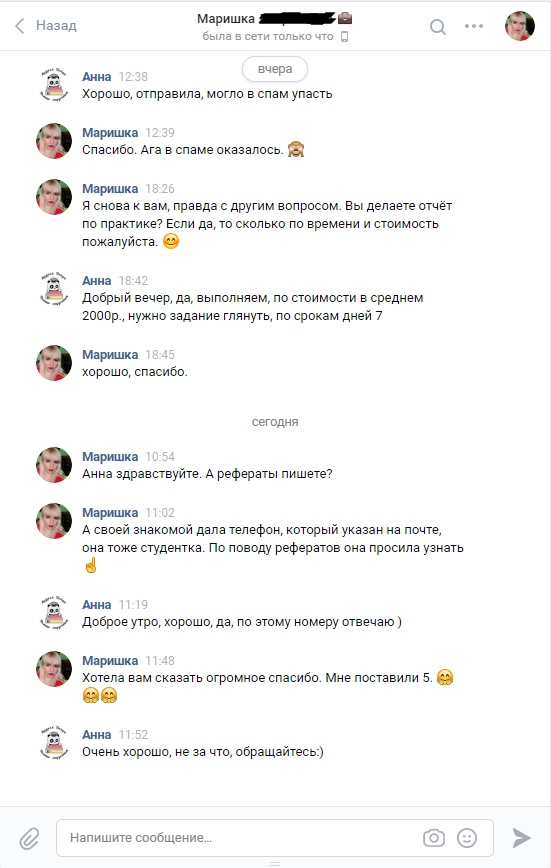 Назад
Маришка
была в сети только что
вчера
Анна 12:38
Хорошо, отправила, могло в спам упасть
Маришка 12:39
Спасибо. Ага в спаме оказалось. 🙈
Маришка 18:26
Я снова к вам, правда с другим вопросом. Вы делаете отчёт
по практике? Если да, то сколько по времени и стоимость
пожалуйста. 😊
Анна 18:42
Добрый вечер, да, выполняем, по стоимости в среднем
2000р., нужно задание глянуть, по срокам дней 7
Маришка 18:45
хорошо, спасибо.
сегодня
Маришка 10:54
Анна здравствуйте. А рефераты пишете?
Маришка 11:02
А своей знакомой дала телефон, который указан на почте,
она тоже студентка. По поводу рефератов она просила узнать
☝
Анна 11:19
Доброе утро, хорошо, да, по этому номеру отвечаю )
Маришка 11:48
Хотела вам сказать огромное спасибо. Мне поставили 5. 🤗
🤗🤗
Анна 11:52
Очень хорошо, не за что, обращайтесь:)
Напишите сообщение...